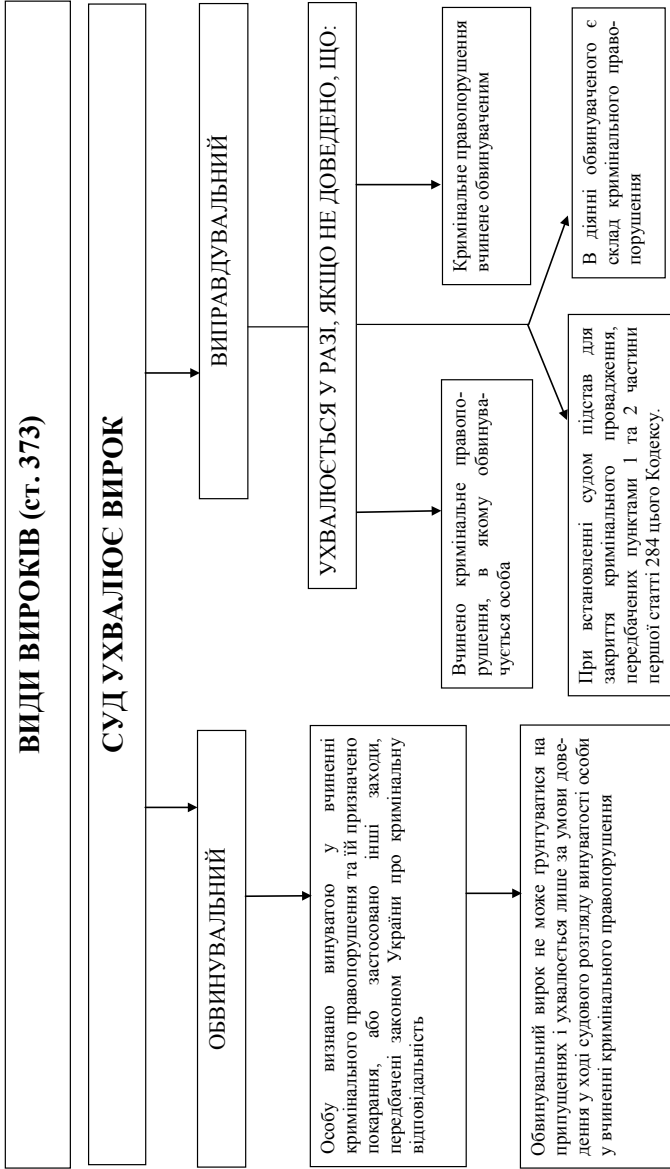 ВИДИ ВИРОКІВ (ст. 373)
СУД УХВАЛЮЄ ВИРОК
ОБВИНУВАЛЬНИЙ
Особу визнано винуватою у вчиненні
кримінального правопорушення та їй призначено
покарання, або застосовано інші заходи,
передбачені законом України про кримінальну
відповідальність
Обвинувальний вирок не може ґрунтуватися на
припущеннях і ухвалюється лише за умови дове-
дення у ході судового розгляду винуватості особи
у вчиненні кримінального правопорушення
ВИПРАВДУВАЛЬНИЙ
УХВАЛЮЄТЬСЯ У РАЗІ, ЯКЩО НЕ ДОВЕДЕНО, ЩО:
Вчинено кримінальне правопо-
рушення, в якому обвинува-
чується особа
Кримінальне правопорушення
вчинене обвинуваченим
При встановленні судом підстав для
закриття кримінального провадження,
передбачених пунктами 1 та 2 частини
першої статті 284 цього Кодексу.
В діянні обвинуваченого є
склад кримінального право-
порушення